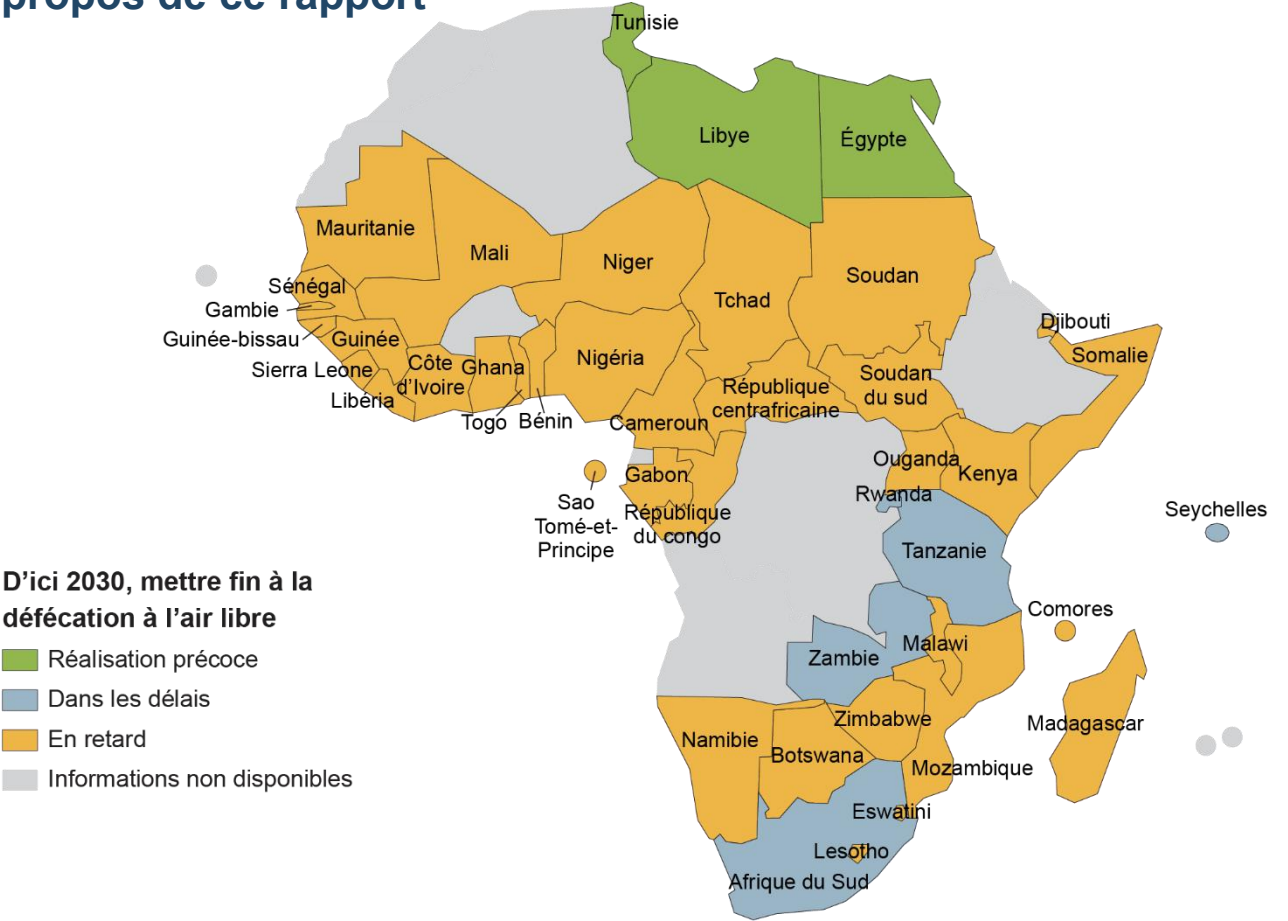 propos de ce rapport
Tunisie
Libye
Égypte
Mauritanie
Mali
Niger
Tchad
Soudan
Sénégal
Gambie
Guinée-bissau
Guinée
Sierra Leone
Libéria
Côte
d'Ivoire
Ghana
Togo
Bénin
Nigéria
Cameroun
République
centrafricaine
Soudan
du sud
Djibouti
Somalie
Ouganda
Kenya
Rwanda
Gabon
République
du congo
Sao
Tomé-et-
Principe
Tanzanie
Seychelles
Comores
Malawi
Zambie
Zimbabwe
Namibie
Botswana
Mozambique
Madagascar
Eswatini
Lesotho
Afrique du Sud
D'ici 2030, mettre fin à la
défécation à l'air libre
Réalisation précoce
Dans les délais
En retard
Informations non disponibles